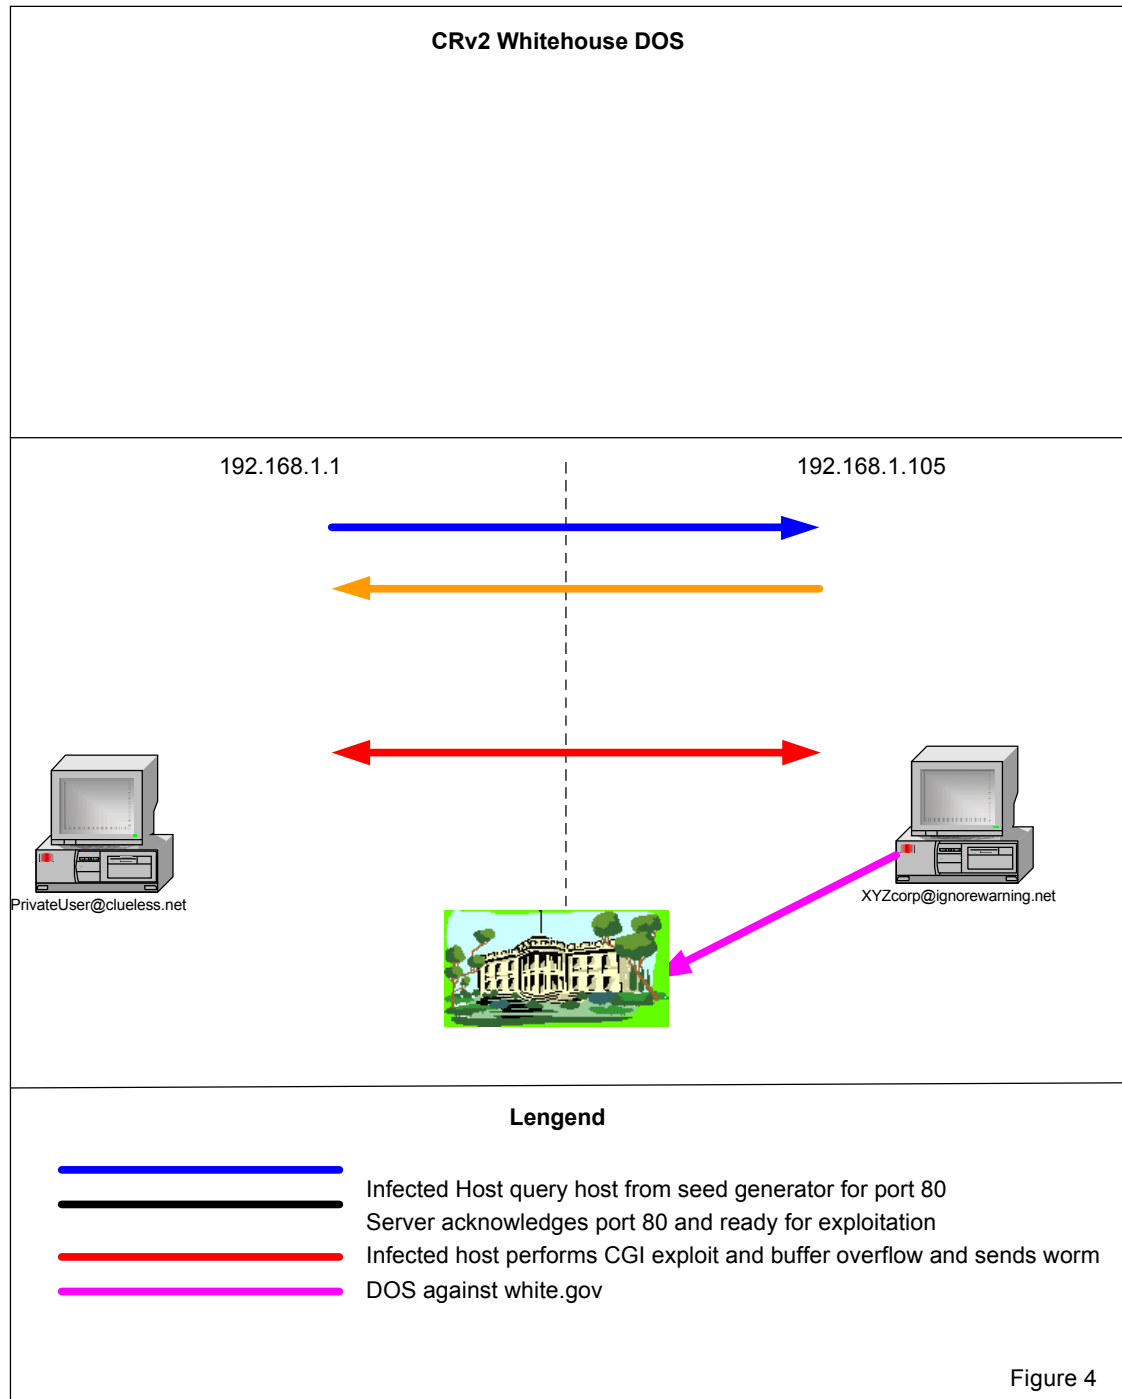 CRv2 Whitehouse DOS
192.168.1.1
192.168.1.105
PrivateUser@clueless.net
XYZcorp@ignorewarning.net
Lengend
Infected Host query host from seed generator for port 80
Server acknowledges port 80 and ready for exploitation
Infected host performs CGI exploit and buffer overflow and sends worm
DOS against white.gov
Figure 4